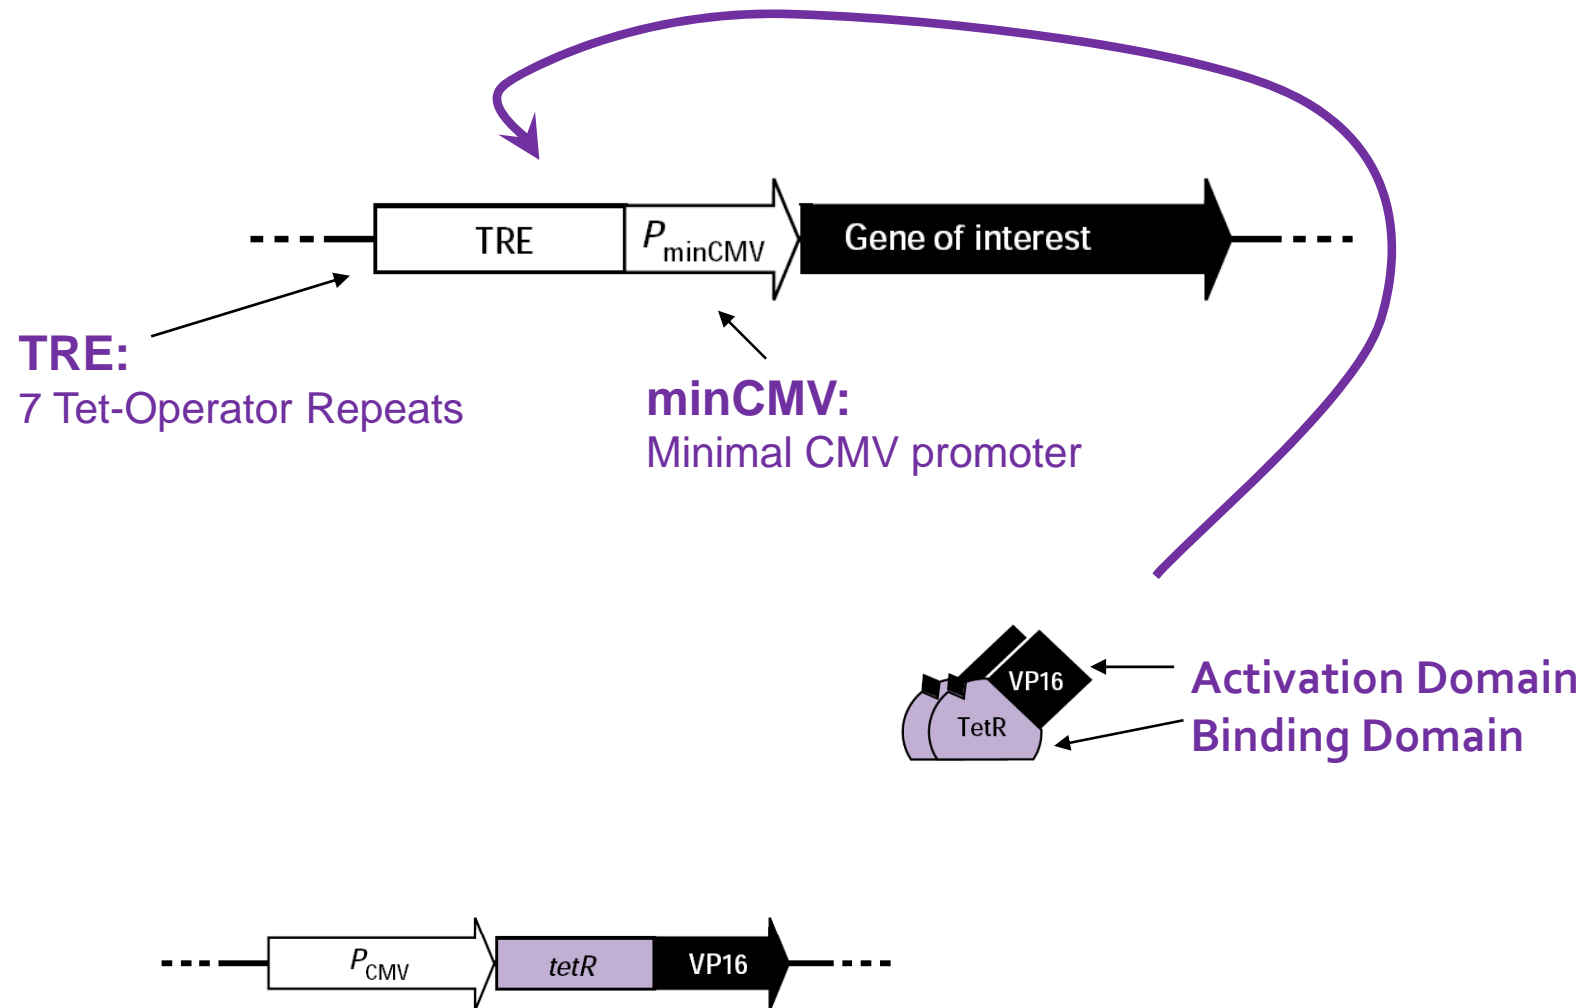 TRE
PminCMV
Gene of interest
TRE:
7 Tet-Operator Repeats
minCMV:
Minimal CMV promoter
VP16
TetR
Activation Domain
Binding Domain
PCMV
tetR
VP16